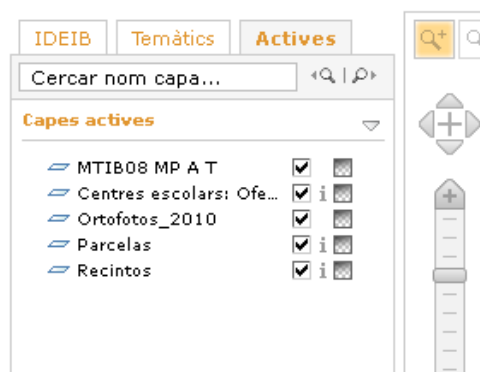 IDEIB Temàtics Actives
Cercar nom capa...
Capes actives
MTIB08 MP A T
Centres escolars: Ofe... i
Ortofotos_2010
Parcelas i
Recintos i